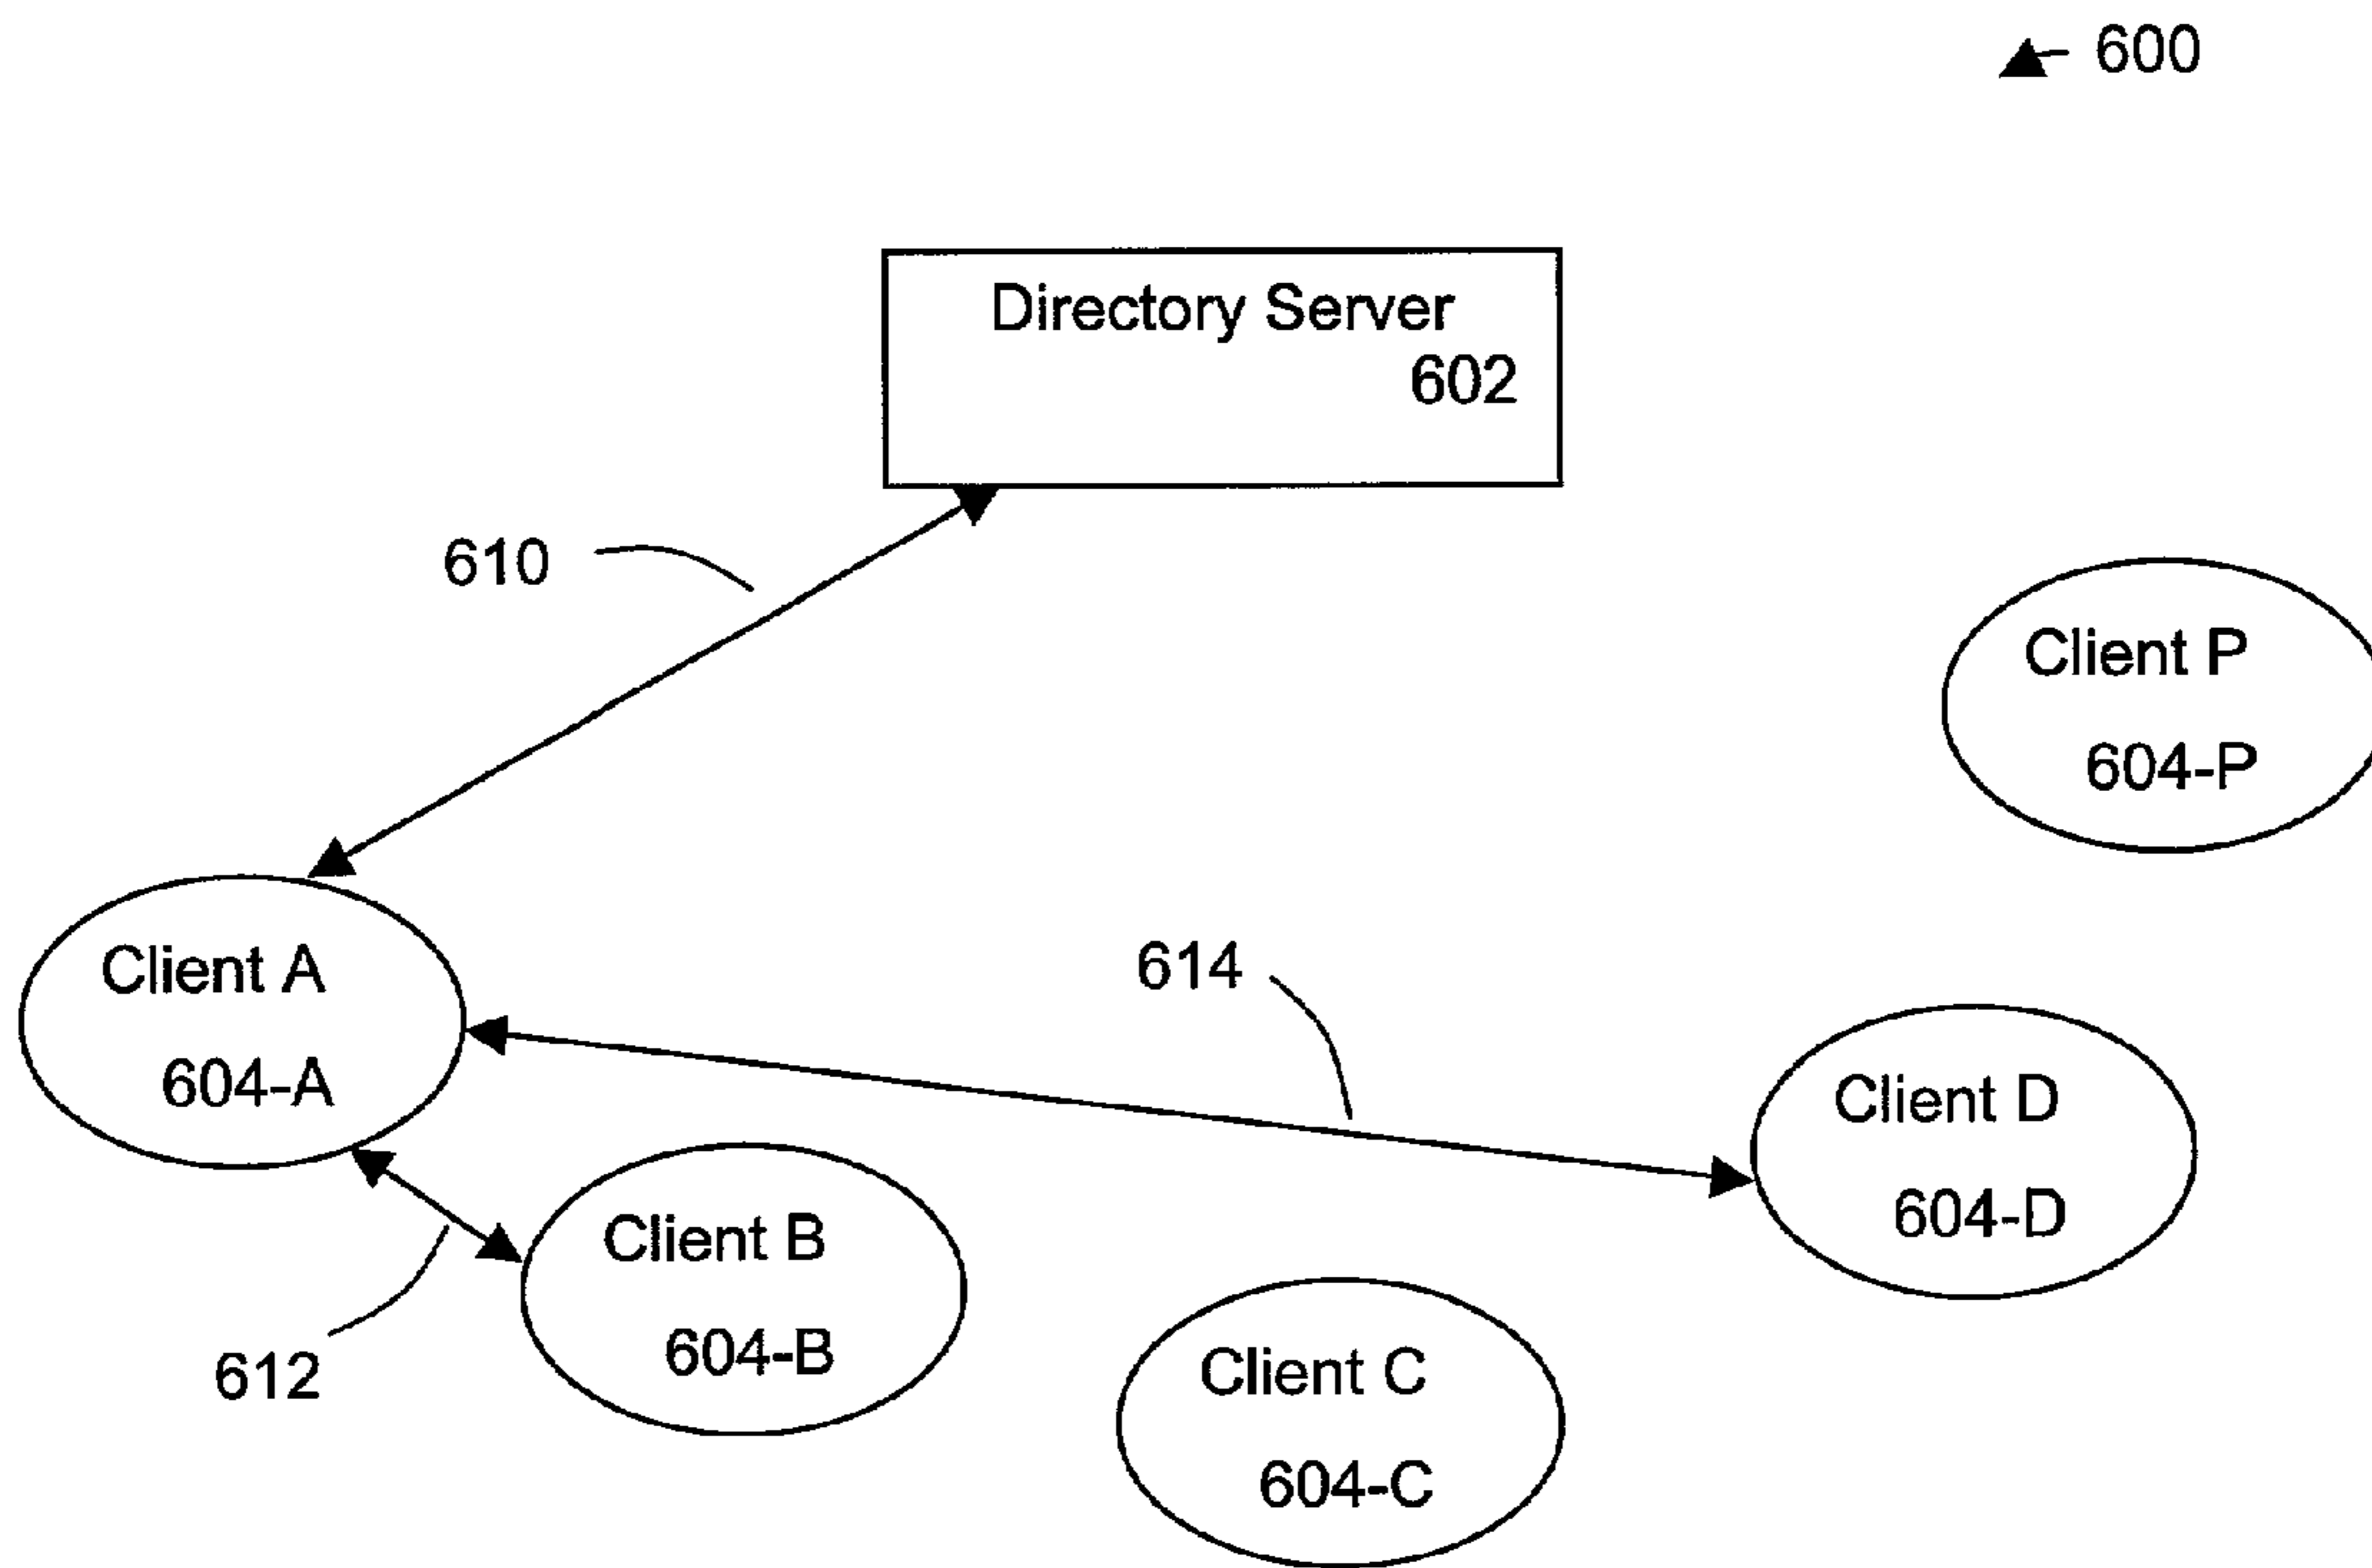 600
Directory Server
602
610
Client P
604-P
Client A
604-A
614
Client D
604-D
Client B
604-B
612
Client C
604-C